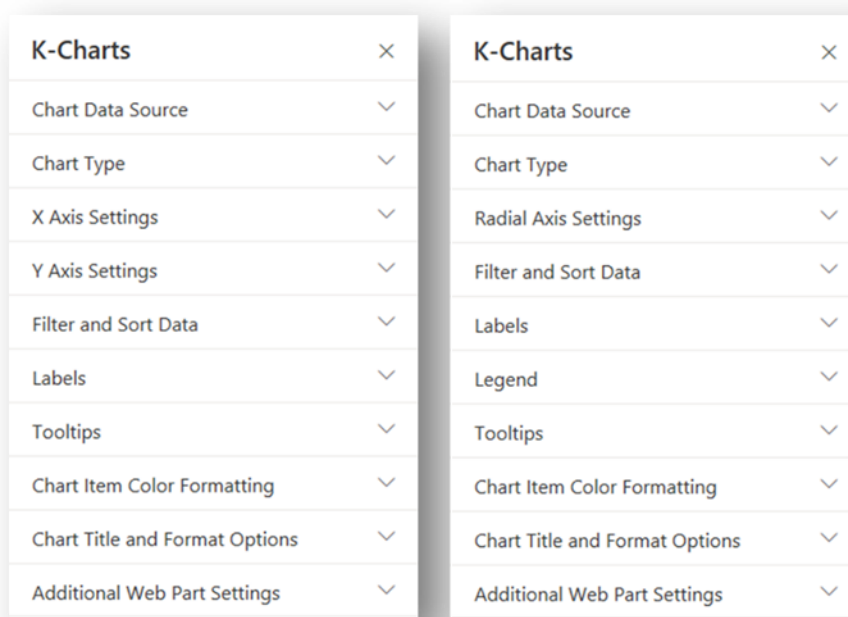 K-Charts
Chart Data Source
Chart Type
X Axis Settings
Y Axis Settings
Filter and Sort Data
Labels
Tooltips
Chart Item Color Formatting
Chart Title and Format Options
Additional Web Part Settings
K-Charts
Chart Data Source
Chart Type
Radial Axis Settings
Filter and Sort Data
Labels
Legend
Tooltips
Chart Item Color Formatting
Chart Title and Format Options
Additional Web Part Settings